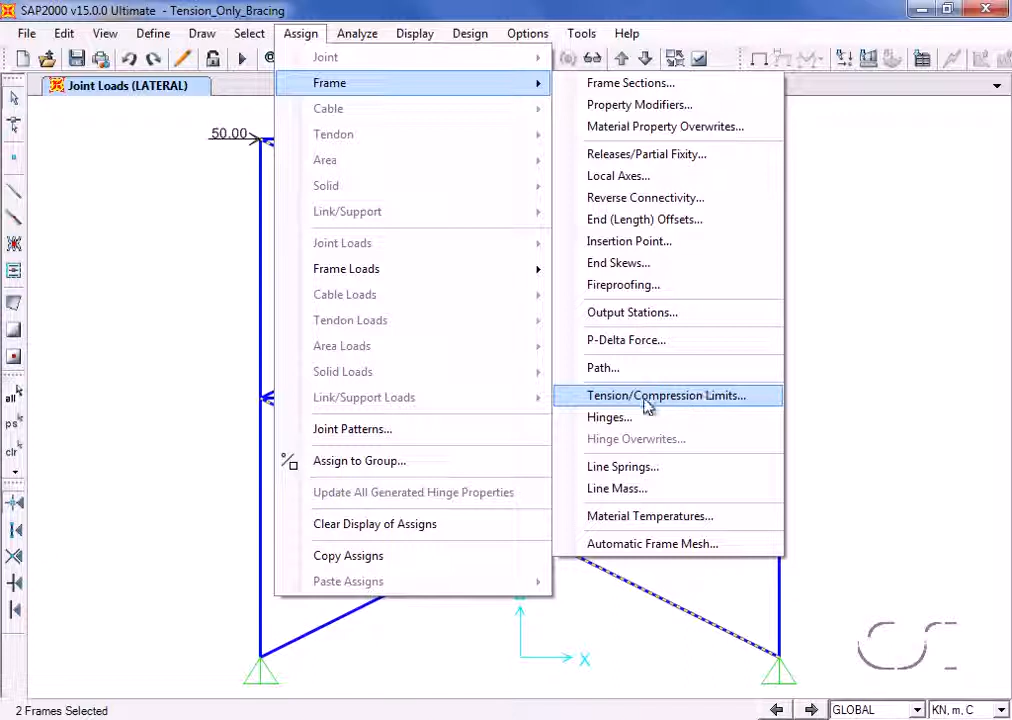 SAP2000 v15.0.0 Ultimate - Tension_Only_Bracing
File Edit View Define Draw Select Assign Analyze Display Design Options Tools Help
Joint Loads (LATERAL)
50.00
Joint
Frame
Cable
Tendon
Area
Solid
Link/Support
Joint Loads
Frame Loads
Cable Loads
Tendon Loads
Area Loads
Solid Loads
Link/Support Loads
Joint Patterns...
Assign to Group...
Update All Generated Hinge Properties
Clear Display of Assigns
Copy Assigns
Paste Assigns
Frame Sections...
Property Modifiers...
Material Property Overwrites...
Releases/Partial Fixity...
Local Axes...
Reverse Connectivity...
End (Length) Offsets...
Insertion Point...
End Skews...
Fireproofing...
Output Stations...
P-Delta Force...
Path...
Tension/Compression Limits...
Hinges...
Hinge Overwrites...
Line Springs...
Line Mass...
Material Temperatures...
Automatic Frame Mesh...
all
ps
clr
X
CSI
2 Frames Selected
GLOBAL
KN, m, C